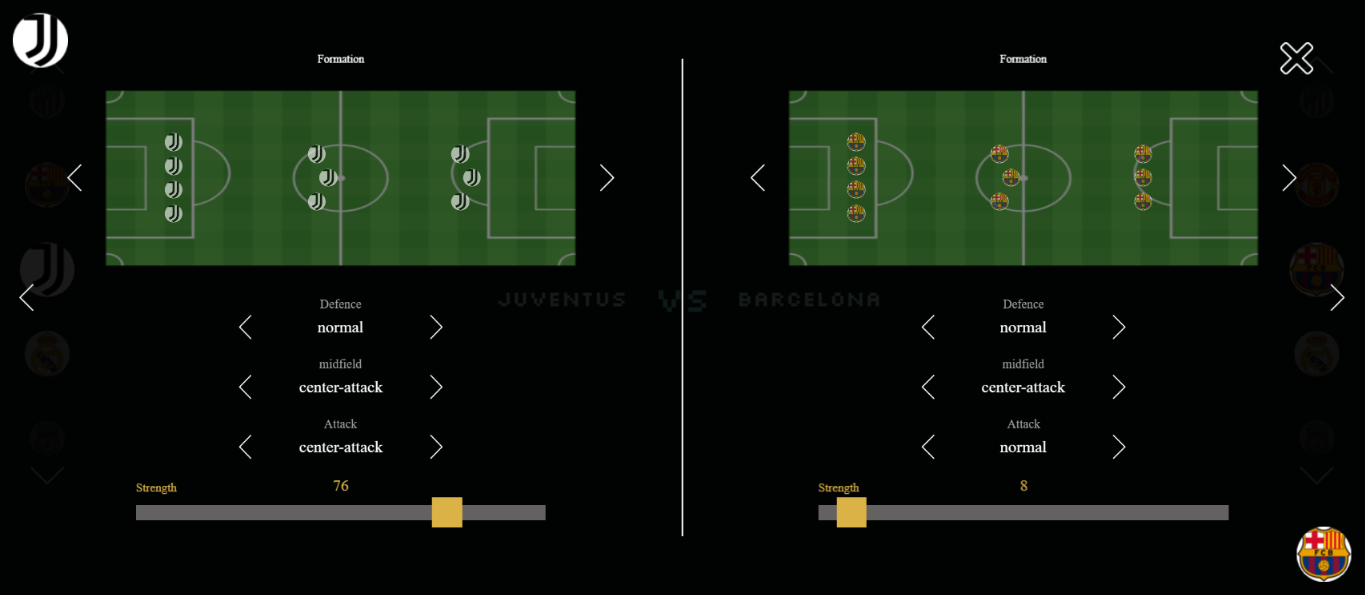 Formation
Defence
normal
midfield
center-attack
Attack
center-attack
Strength
76
JUVENTUS VS BARCELONA
Formation
Defence
normal
midfield
center-attack
Attack
normal
Strength
8
FCB